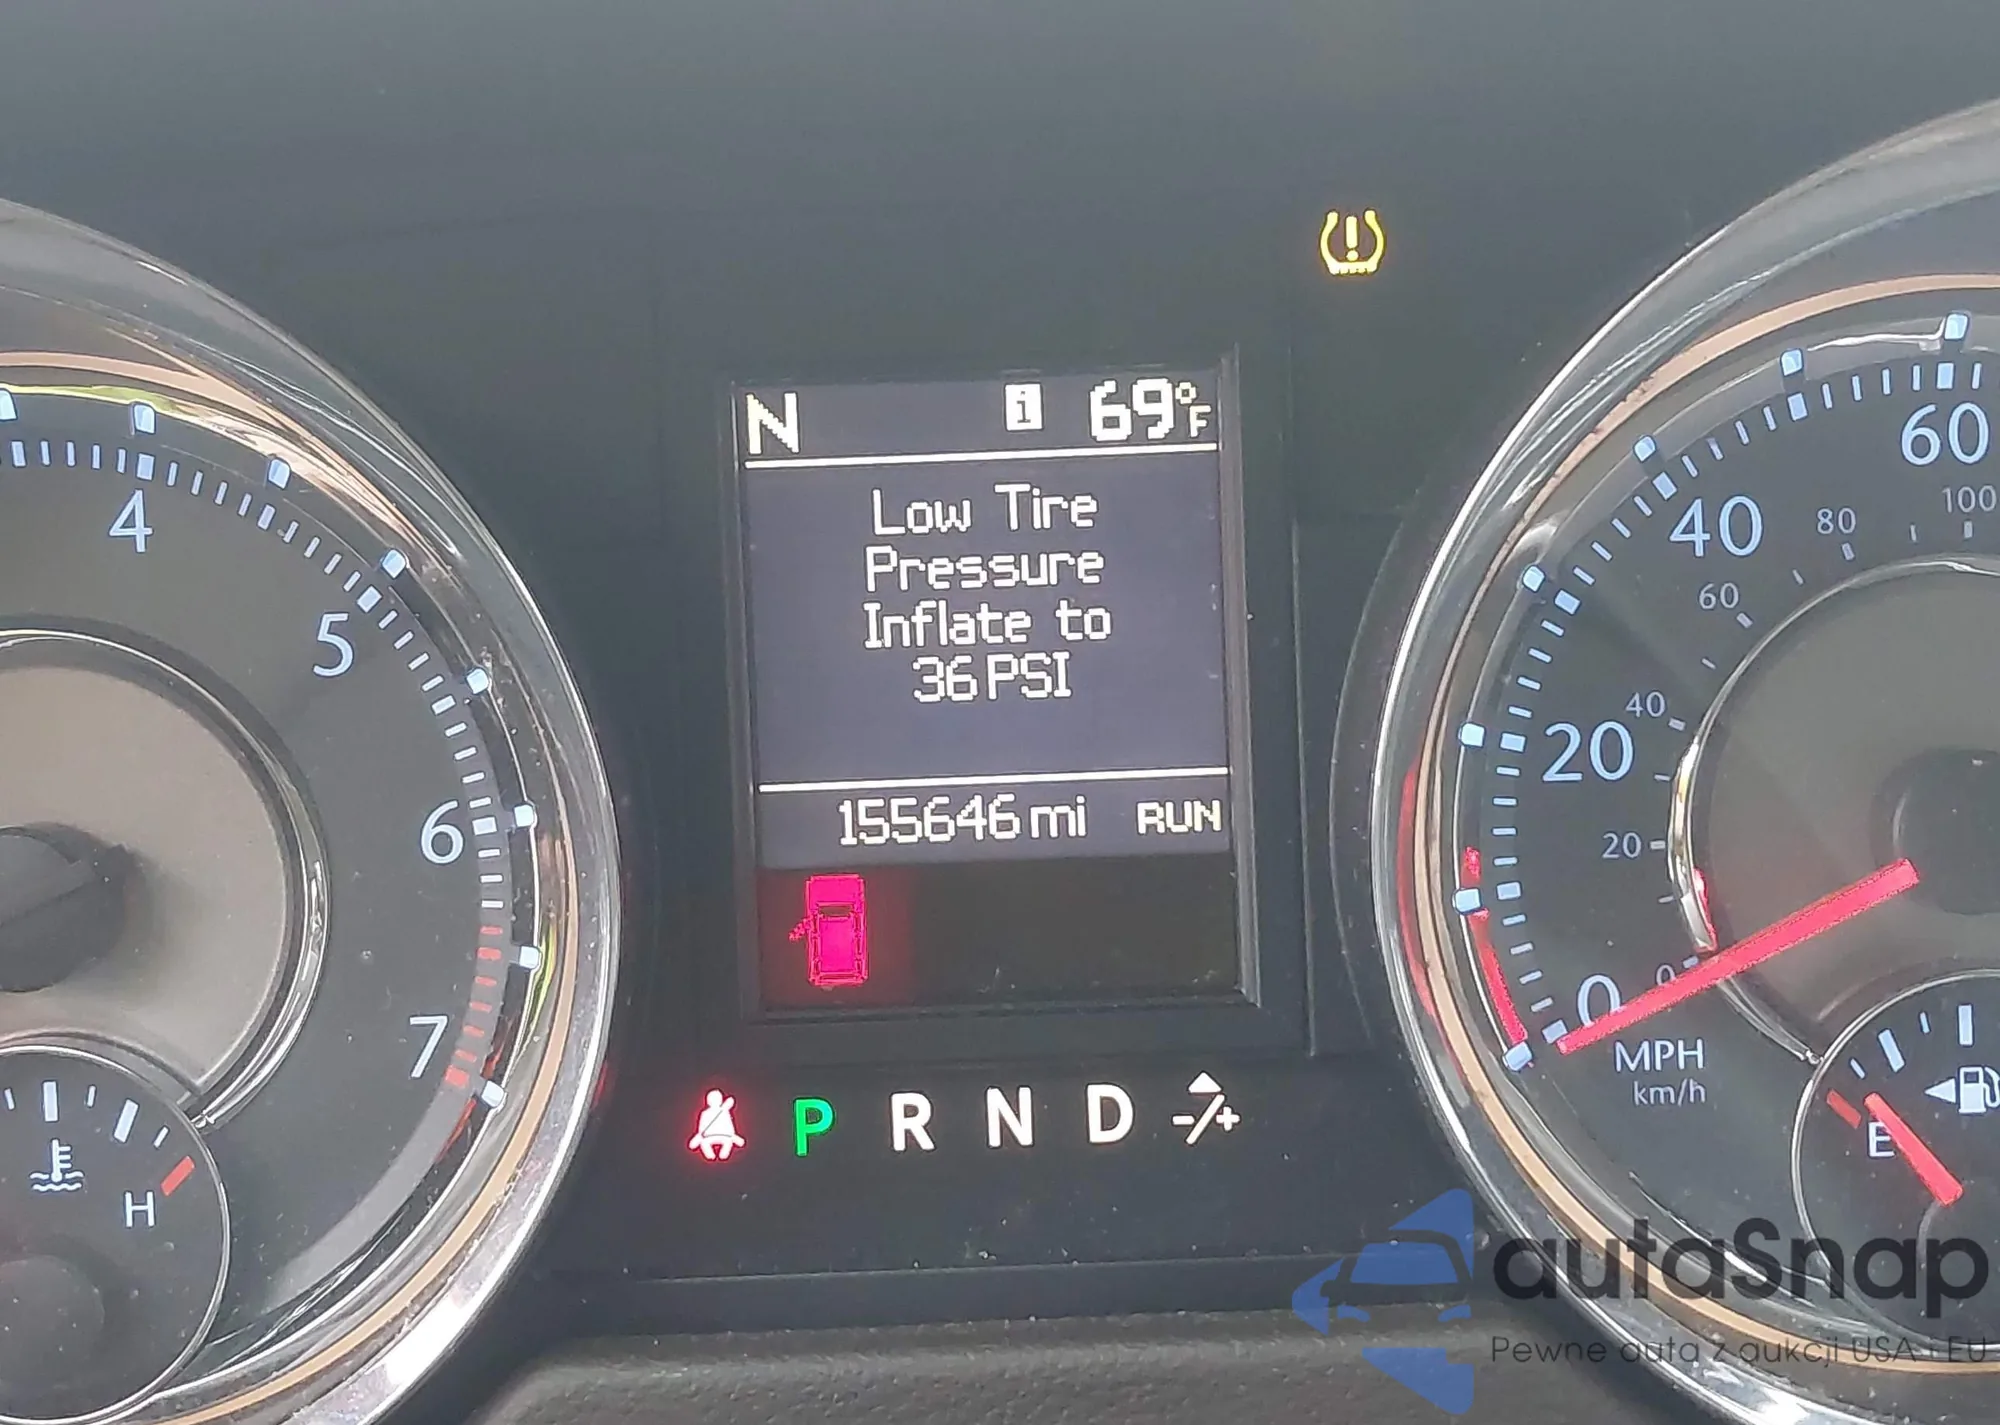 N i 69°F
Low Tire
Pressure
Inflate to
36 PSI
155646 mi RUN
P R N D -/+
4
5
6
7
H
0
20
40
60
0
20
40
60
80
100
MPH
km/h
E
autaSnap
Pewne auta z aukcji USA i EU